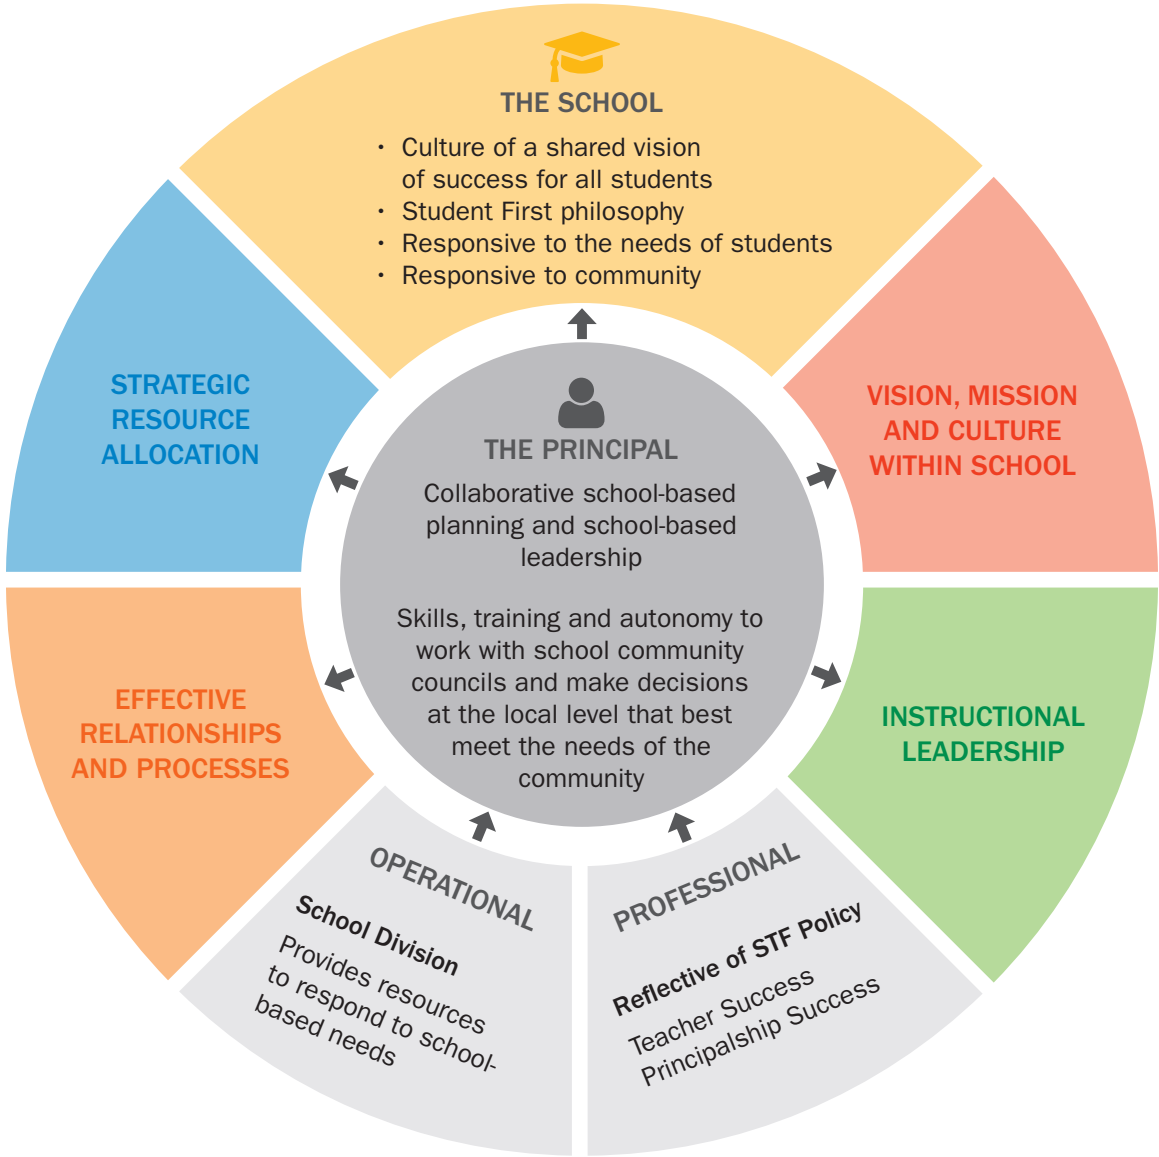 THE SCHOOL
• Culture of a shared vision
of success for all students
• Student First philosophy
• Responsive to the needs of students
• Responsive to community
STRATEGIC
RESOURCE
ALLOCATION
VISION, MISSION
AND CULTURE
WITHIN SCHOOL
THE PRINCIPAL
Collaborative school-based
planning and school-based
leadership
Skills, training and autonomy to
work with school community
councils and make decisions
at the local level that best
meet the needs of the
community
EFFECTIVE
RELATIONSHIPS
AND PROCESSES
INSTRUCTIONAL
LEADERSHIP
OPERATIONAL
School Division
Provides resources
to respond to school-
based needs
PROFESSIONAL
Reflective of STF Policy
Teacher Success
Principalship Success